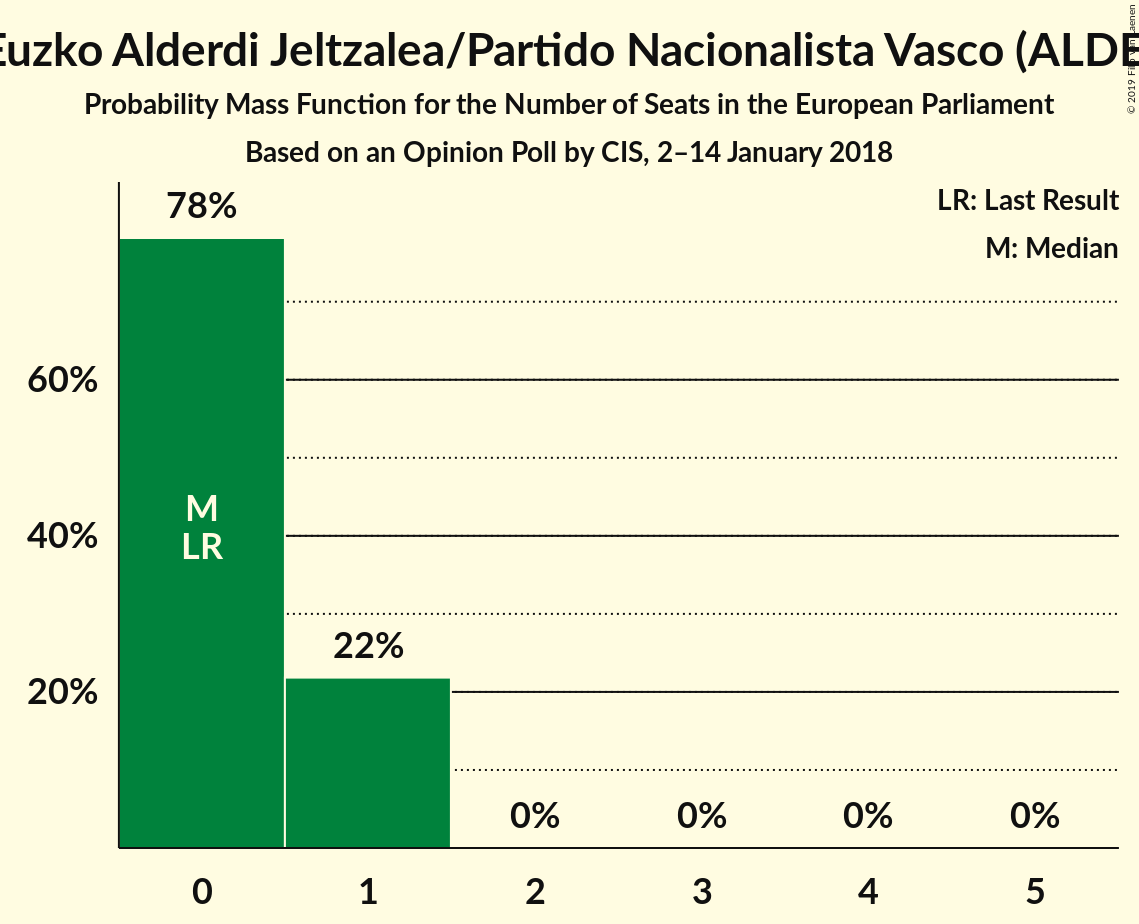 Euzko Alderdi Jeltzalea/Partido Nacionalista Vasco (ALDE
Probability Mass Function for the Number of Seats in the European Parliament
Based on an Opinion Poll by CIS, 2–14 January 2018
© 2019
LR: Last Result
M: Median
78%
60%
M
40%
LR
22%
20%
0% 0% 0% 0%
0 1 2 3 4 5